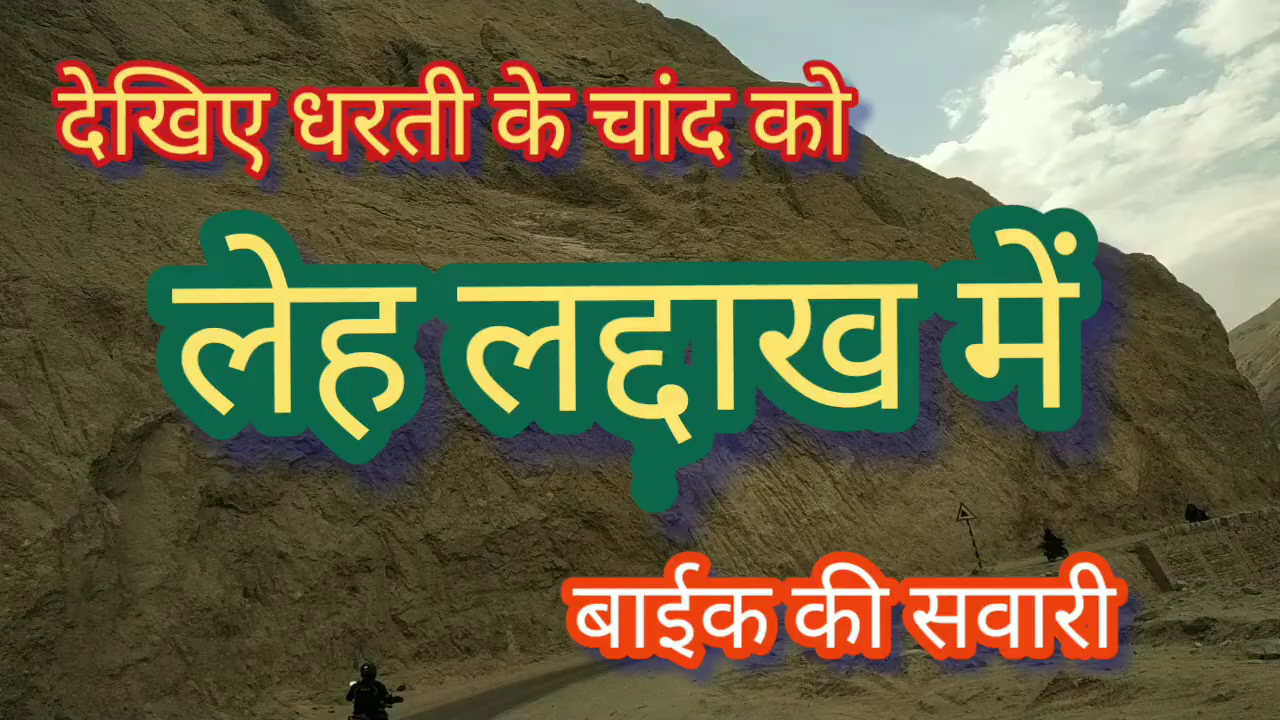 देखिए धरती के चांद को
लेह लद्दाख में
बाईक की सवारी